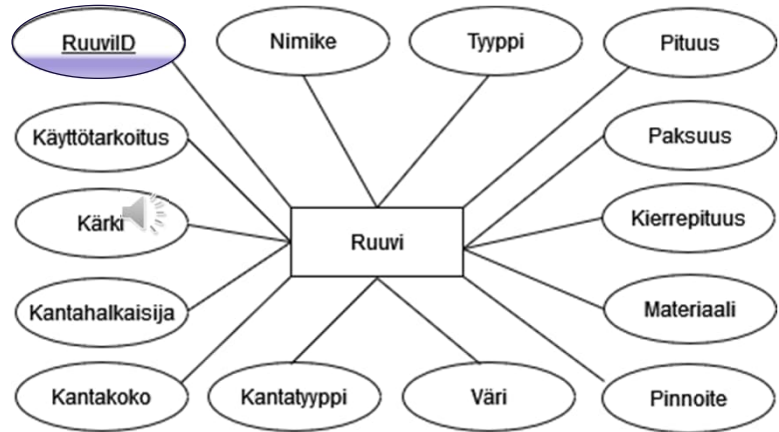 RuuviID
Nimike
Tyyppi
Pituus
Käyttötarkoitus
Paksuus
Kärki
Kierrepituus
Ruuvi
Kantahalkaisija
Materiaali
Kantakoko
Kantatyyppi
Väri
Pinnoite